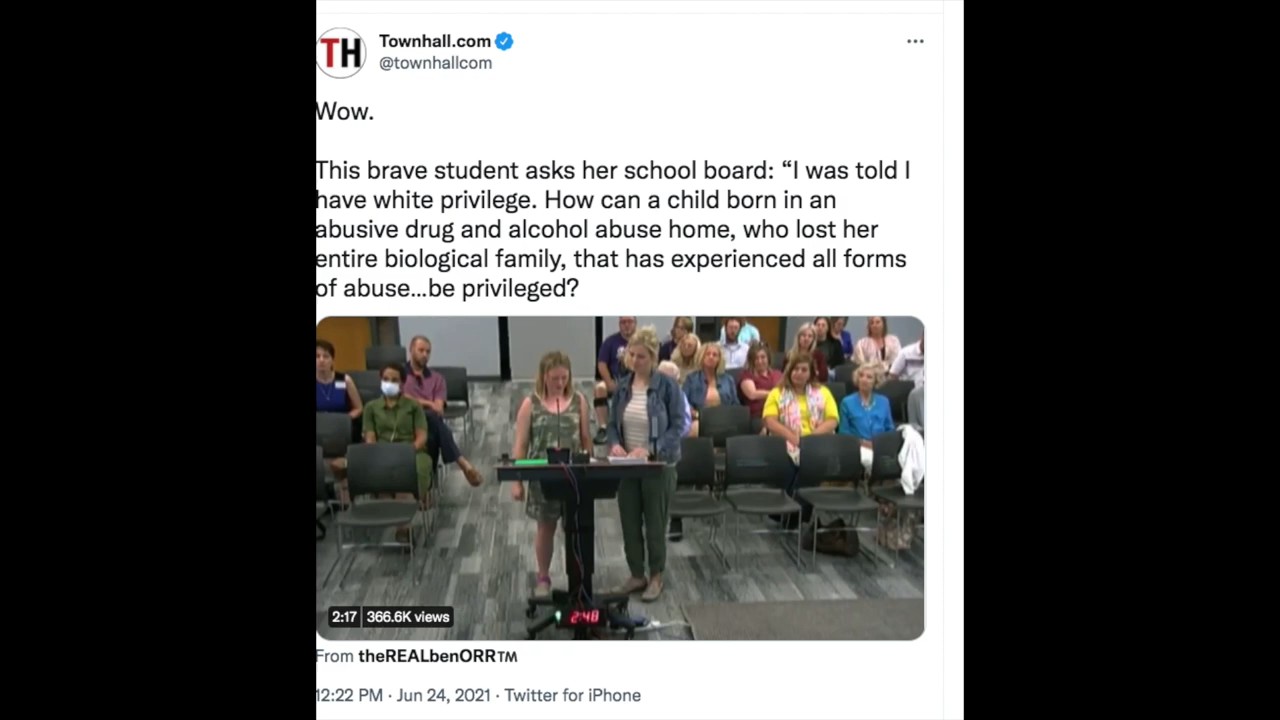 TH
Townhall.com
@townhallcom
Wow.
This brave student asks her school board: “I was told I
have white privilege. How can a child born in an
abusive drug and alcohol abuse home, who lost her
entire biological family, that has experienced all forms
of abuse...be privileged?
2:48
2:17 366.6K views
From theREALbenORR™
12:22 PM · Jun 24, 2021 · Twitter for iPhone